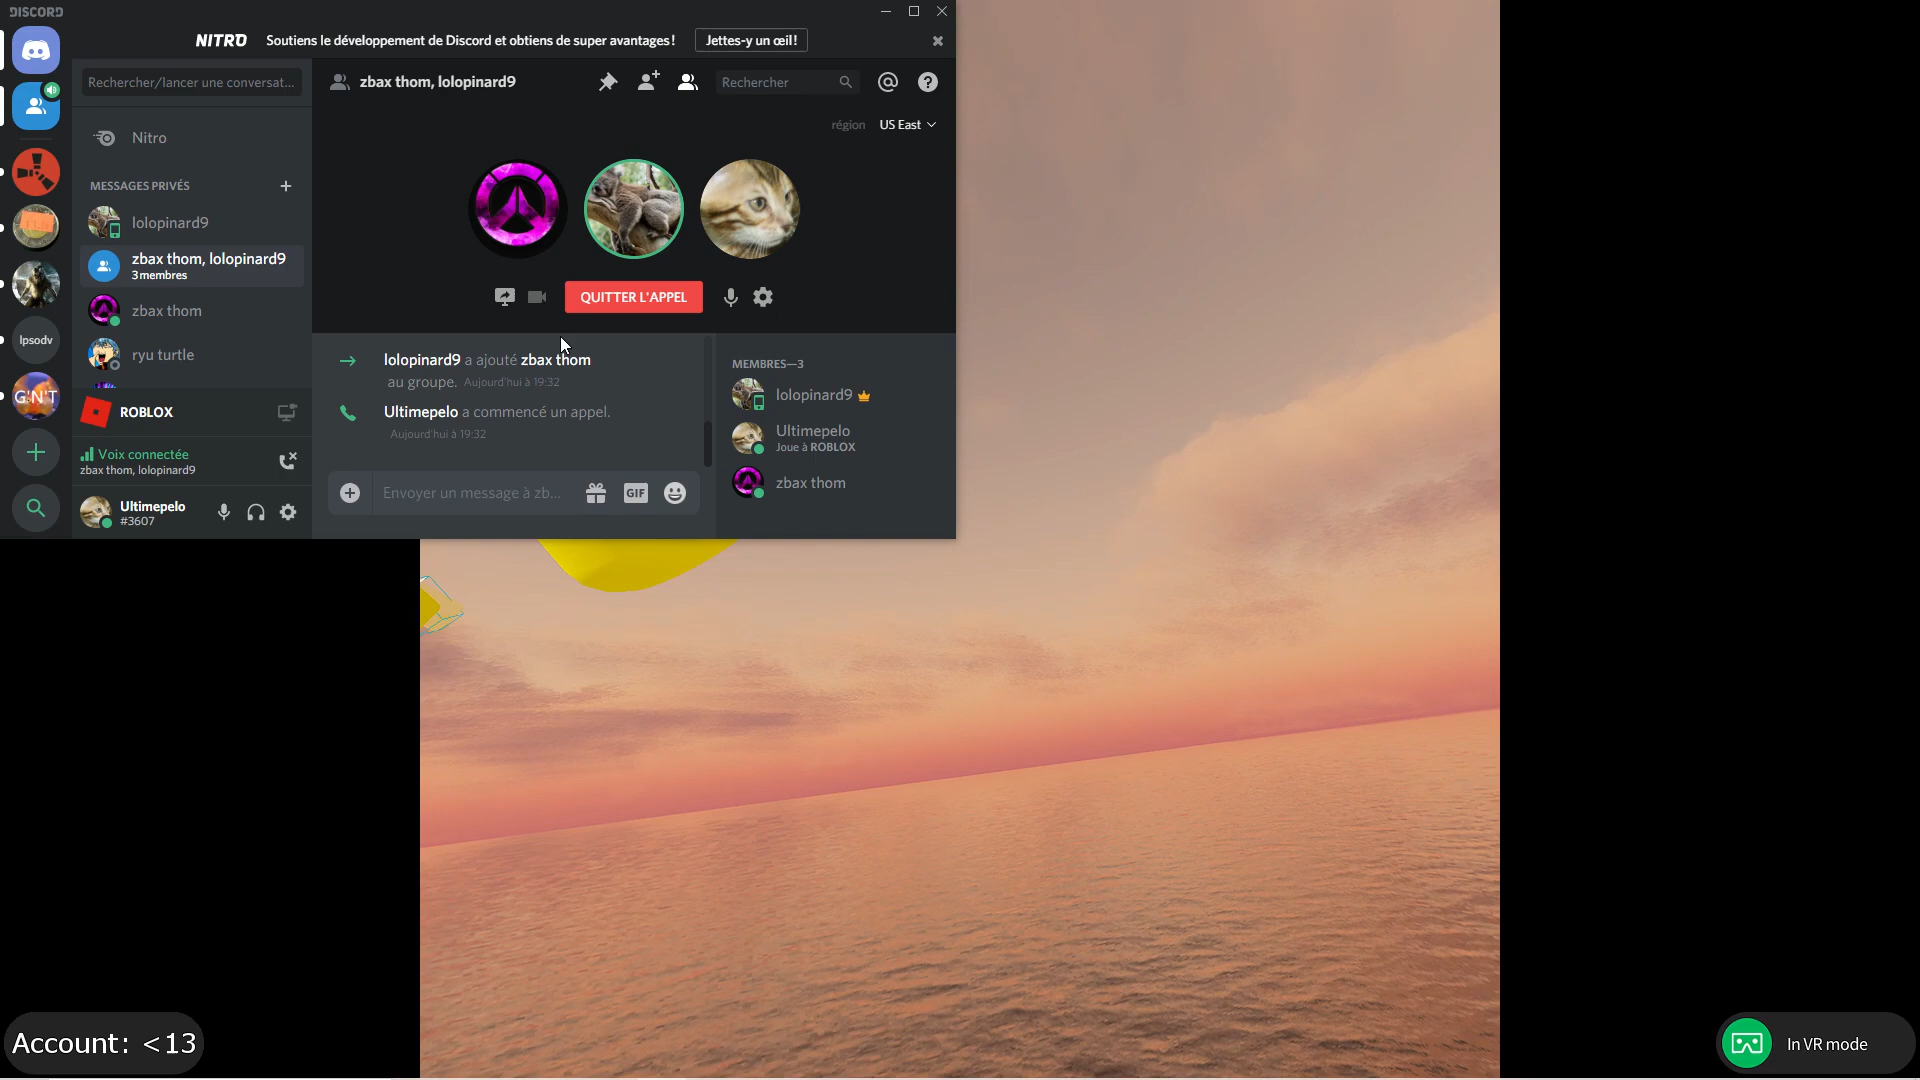 DISCORD
NITRO Soutiens le développement de Discord et obtiens de super avantages! Jettes-y un œil!
Rechercher/lancer une conversat...
zbax thom, lolopinard9
Rechercher
région US East
Nitro
MESSAGES PRIVÉS
lolopinard9
zbax thom, lolopinard9
3 membres
zbax thom
ryu turtle
lpsodv
G'N'T
ROBLOX
Voix connectée
zbax thom, lolopinard9
Ultimepelo
#3607
QUITTER L'APPEL
lolopinard9 a ajouté zbax thom
au groupe. Aujourd'hui à 19:32
Ultimepelo a commencé un appel.
Aujourd'hui à 19:32
Envoyer un message à zb...
GIF
MEMBRES—3
lolopinard9
Ultimepelo
Joue à ROBLOX
zbax thom
Account: <13
In VR mode